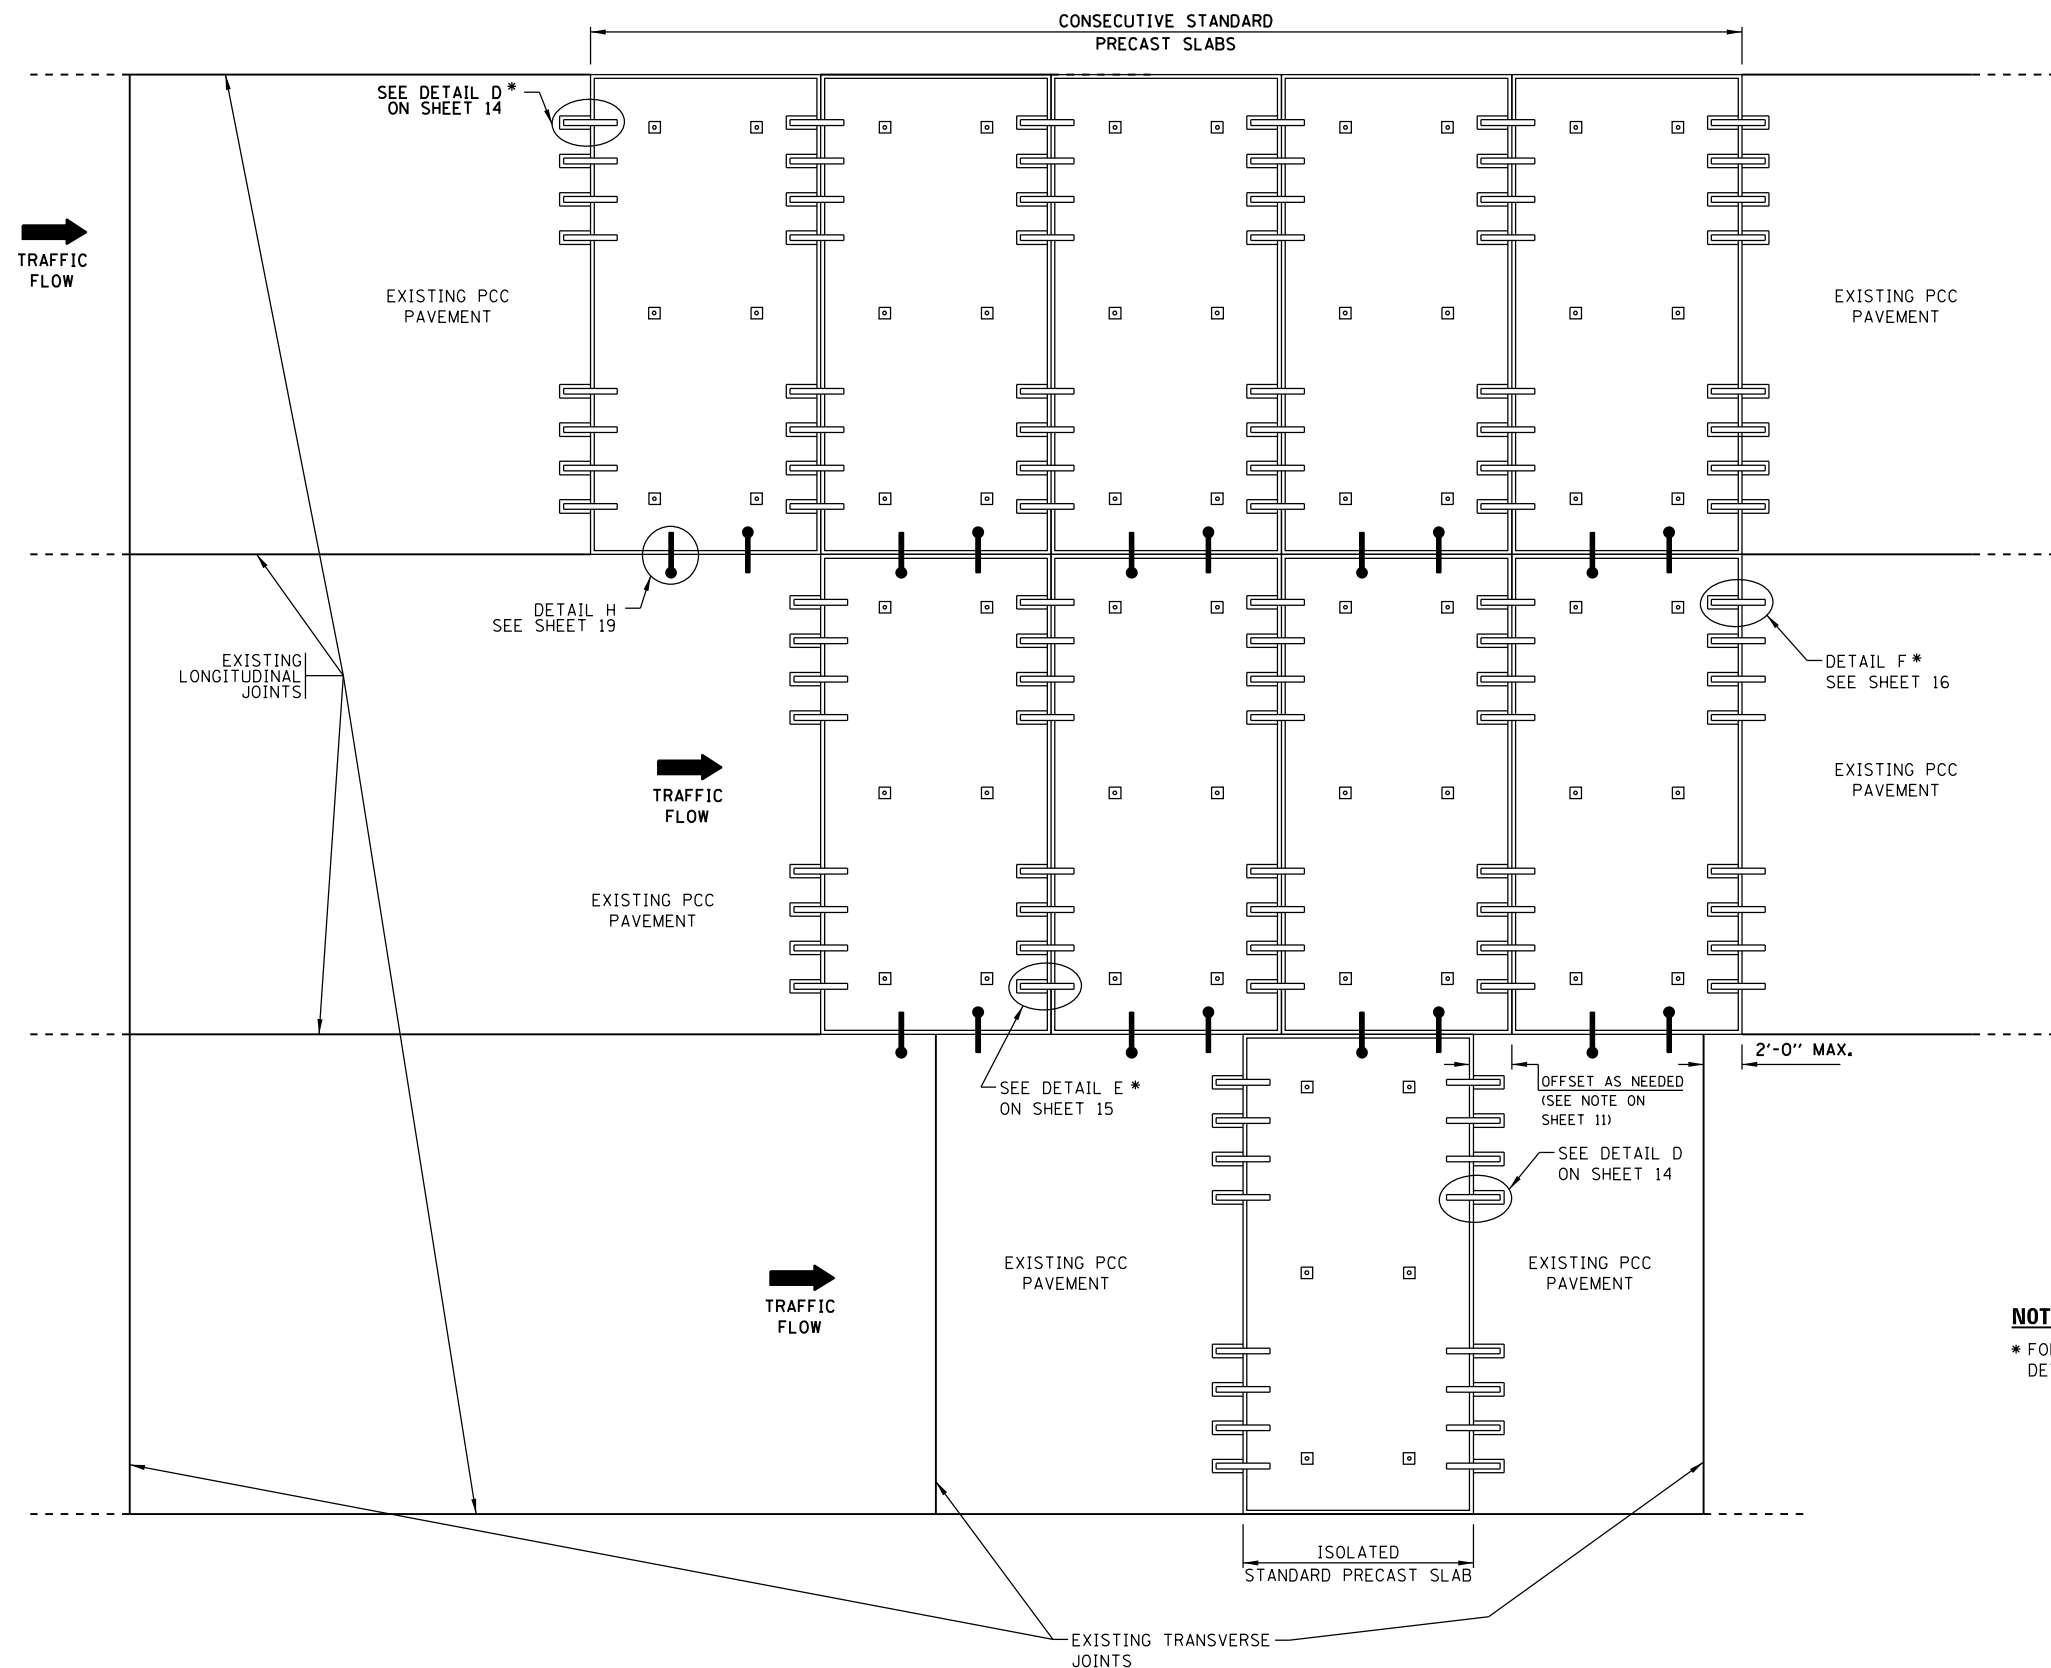 CONSECUTIVE STANDARD
PRECAST SLABS
SEE DETAIL D*
ON SHEET 14
TRAFFIC
FLOW
EXISTING PCC
PAVEMENT
EXISTING PCC
PAVEMENT
DETAIL H
SEE SHEET 19
EXISTING
LONGITUDINAL
JOINTS
DETAIL F*
SEE SHEET 16
TRAFFIC
FLOW
EXISTING PCC
PAVEMENT
EXISTING PCC
PAVEMENT
2'-0" MAX.
SEE DETAIL E*
ON SHEET 15
OFFSET AS NEEDED
(SEE NOTE ON
SHEET 11)
SEE DETAIL D
ON SHEET 14
EXISTING PCC
PAVEMENT
EXISTING PCC
PAVEMENT
TRAFFIC
FLOW
ISOLATED
STANDARD PRECAST SLAB
EXISTING TRANSVERSE
JOINTS